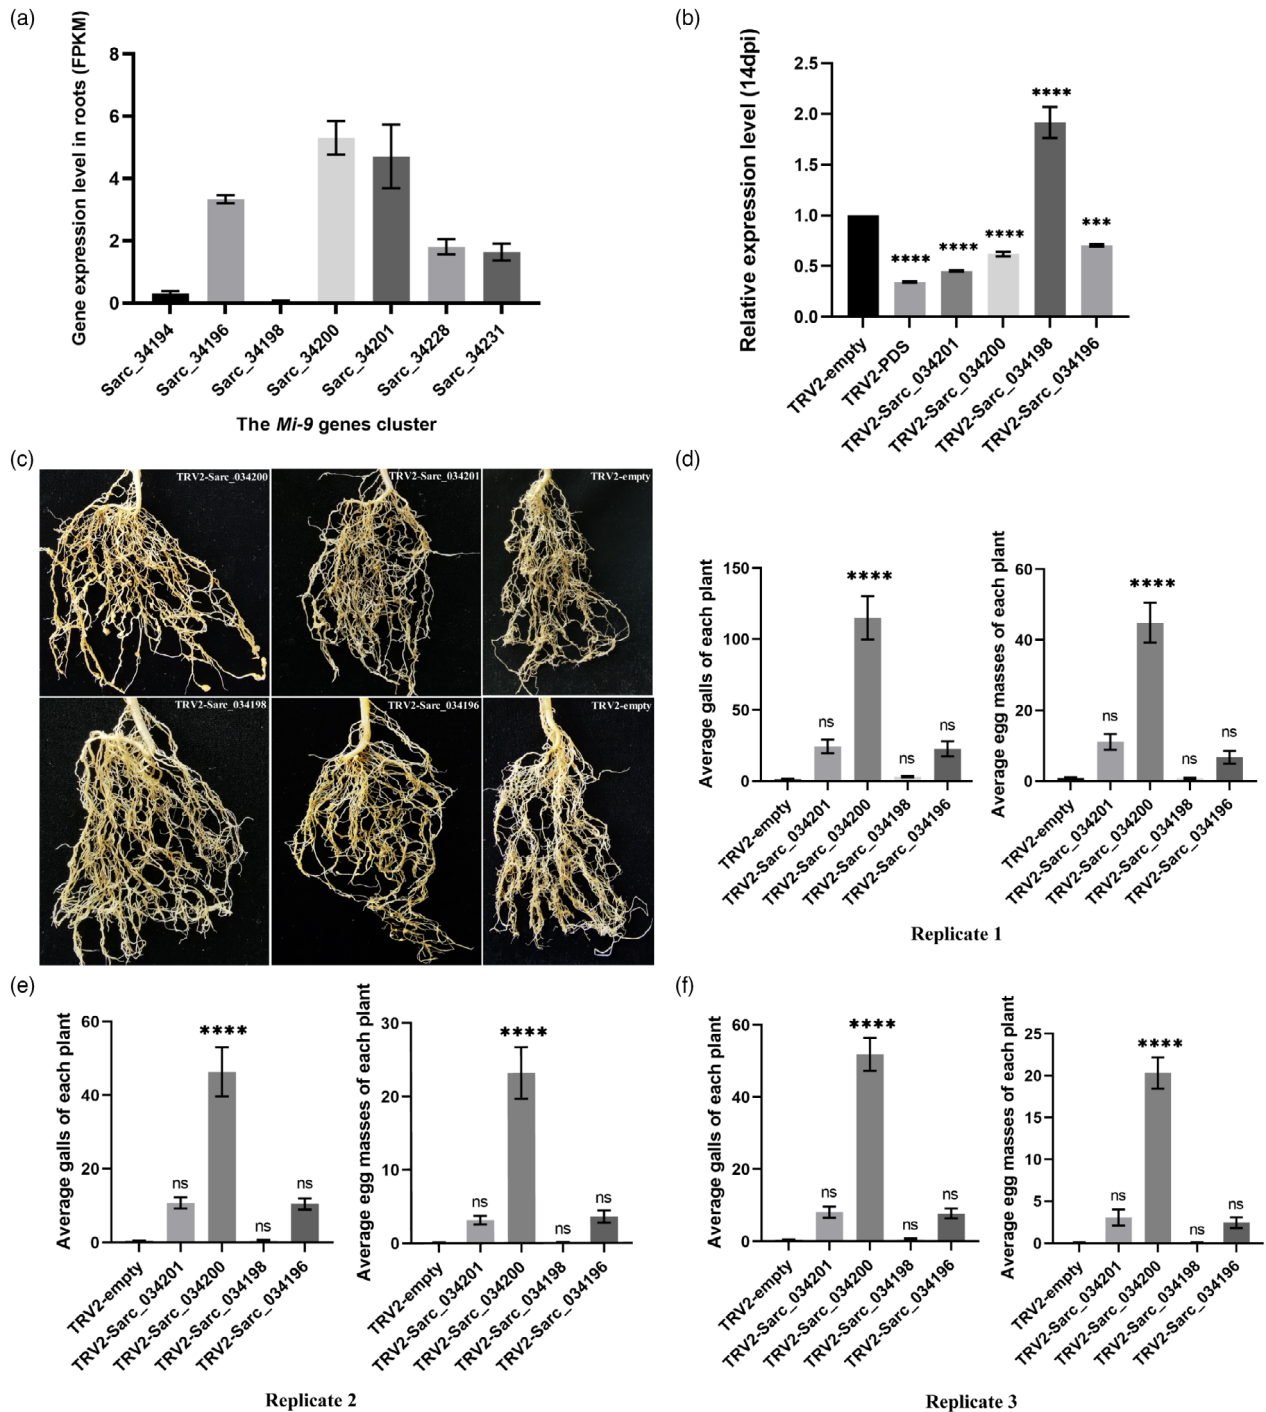 (a)
Gene expression level in roots (FPKM)
8
6
4
2
0
Sarc_34194
Sarc_34196
Sarc_34198
Sarc_34200
Sarc_34201
Sarc_34228
Sarc_34231
The Mi-9 genes cluster
(b)
Relative expression level (14dpi)
2.5
2.0
1.5
1.0
0.5
0.0
****
****
****
****
***
TRV2-empty
TRV2-PDS
TRV2-Sarc_034201
TRV2-Sarc_034200
TRV2-Sarc_034198
TRV2-Sarc_034196
(c)
TRV2-Sarc_034200
TRV2-Sarc_034201
TRV2-empty
TRV2-Sarc_034198
TRV2-Sarc_034196
TRV2-empty
(d)
Average galls of each plant
150
100
50
0
ns
****
ns
ns
TRV2-empty
TRV2-Sarc_034201
TRV2-Sarc_034200
TRV2-Sarc_034198
TRV2-Sarc_034196
Average egg masses of each plant
60
40
20
0
ns
****
ns
ns
TRV2-empty
TRV2-Sarc_034201
TRV2-Sarc_034200
TRV2-Sarc_034198
TRV2-Sarc_034196
Replicate 1
(e)
Average galls of each plant
60
40
20
0
ns
****
ns
ns
TRV2-empty
TRV2-Sarc_034201
TRV2-Sarc_034200
TRV2-Sarc_034198
TRV2-Sarc_034196
Average egg masses of each plant
30
20
10
0
ns
****
ns
ns
TRV2-empty
TRV2-Sarc_034201
TRV2-Sarc_034200
TRV2-Sarc_034198
TRV2-Sarc_034196
Replicate 2
(f)
Average galls of each plant
60
40
20
0
ns
****
ns
ns
TRV2-empty
TRV2-Sarc_034201
TRV2-Sarc_034200
TRV2-Sarc_034198
TRV2-Sarc_034196
Average egg masses of each plant
25
20
15
10
5
0
ns
****
ns
ns
TRV2-empty
TRV2-Sarc_034201
TRV2-Sarc_034200
TRV2-Sarc_034198
TRV2-Sarc_034196
Replicate 3